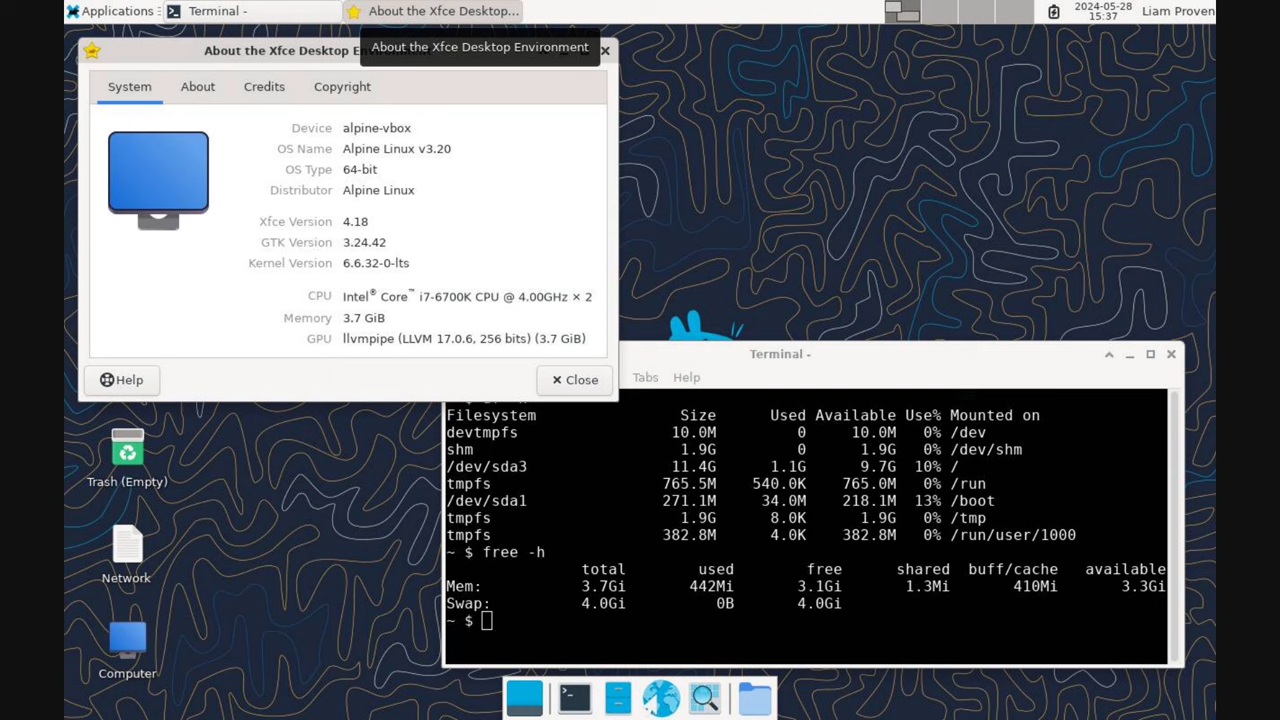 Applications
Terminal -
About the Xfce Desktop...
2024-05-28
15:37
Liam Proven
About the Xfce Desktop
About the Xfce Desktop Environment
System About Credits Copyright
Device alpine-vbox
OS Name Alpine Linux v3.20
OS Type 64-bit
Distributor Alpine Linux
Xfce Version 4.18
GTK Version 3.24.42
Kernel Version 6.6.32-0-lts
CPU Intel® Core™ i7-6700K CPU @ 4.00GHz × 2
Memory 3.7 GiB
GPU llvmpipe (LLVM 17.0.6, 256 bits) (3.7 GiB)
Help
Close
Terminal -
Tabs Help
Filesystem Size Used Available Use% Mounted on
devtmpfs 10.0M 0 10.0M 0% /dev
shm 1.9G 0 1.9G 0% /dev/shm
/dev/sda3 11.4G 1.1G 9.7G 10% /
tmpfs 765.5M 540.0K 765.0M 0% /run
/dev/sda1 271.1M 34.0M 218.1M 13% /boot
tmpfs 1.9G 8.0K 1.9G 0% /tmp
tmpfs 382.8M 4.0K 382.8M 0% /run/user/1000
~ $ free -h
total used free shared buff/cache available
Mem: 3.7Gi 442Mi 3.1Gi 1.3Mi 410Mi 3.3Gi
Swap: 4.0Gi 0B 4.0Gi
~ $
Trash (Empty)
Network
Computer